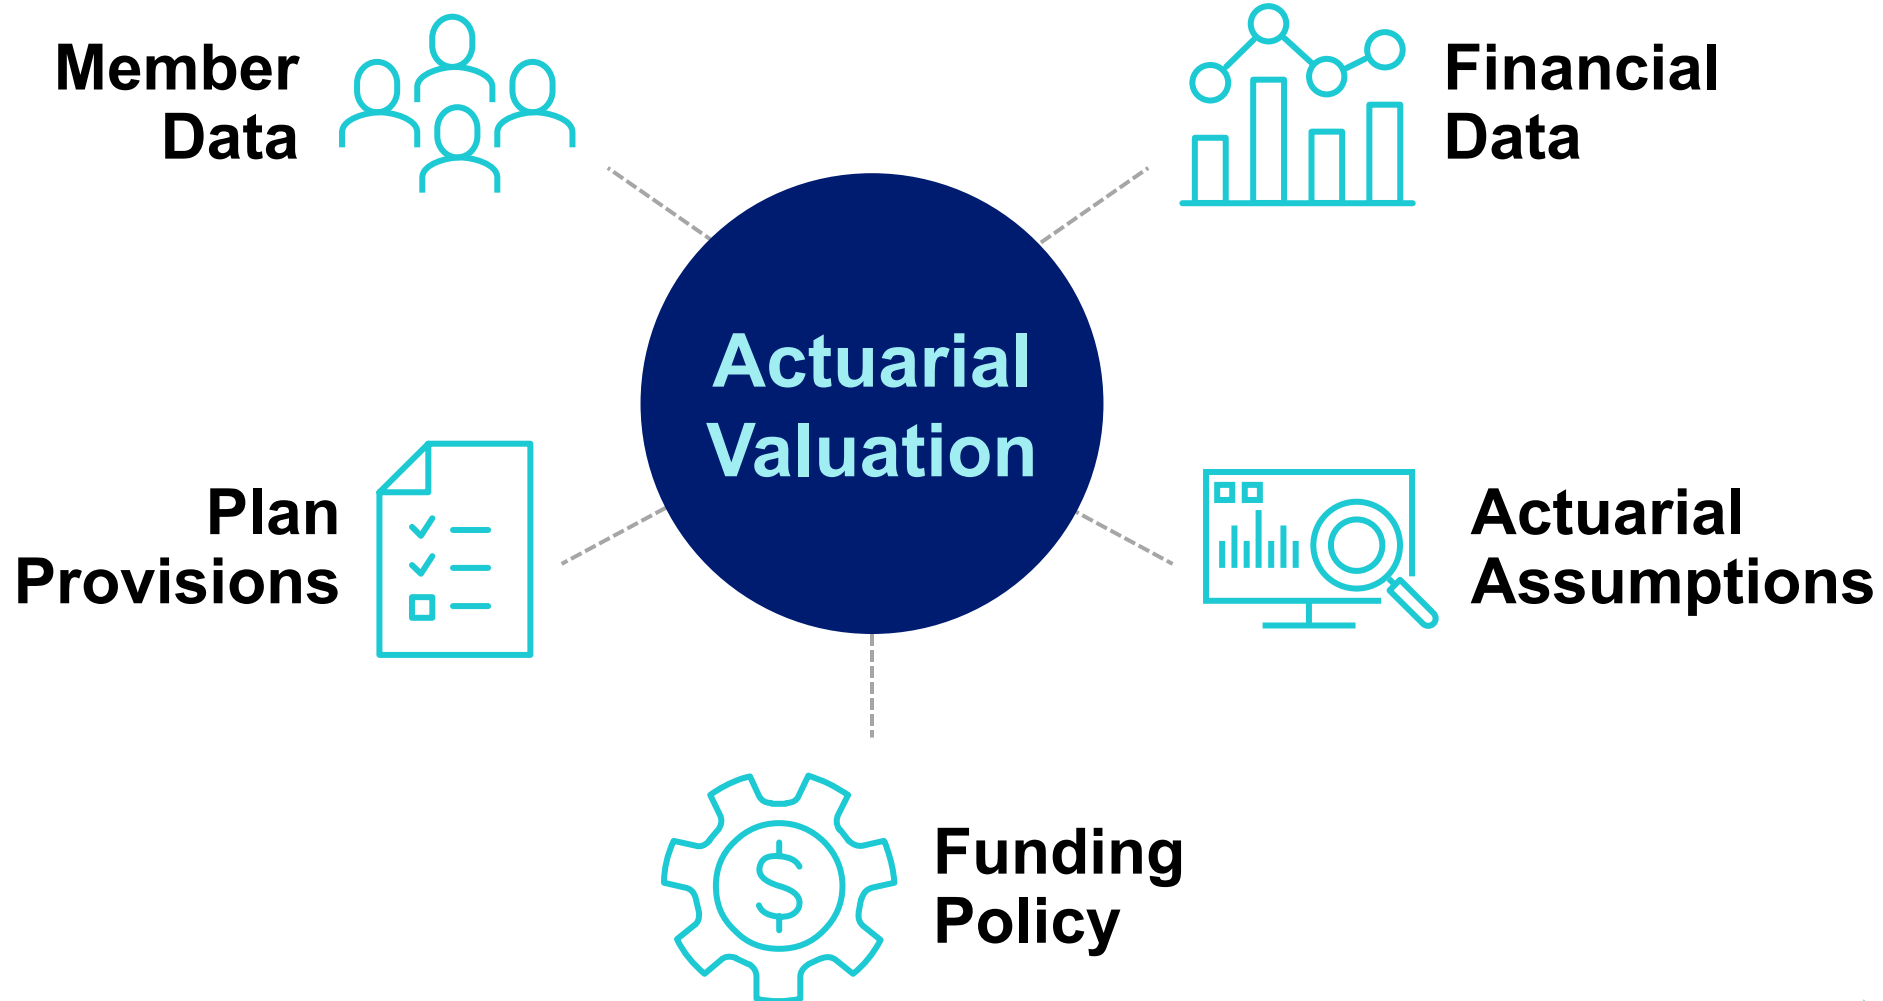 Member
Data
Financial
Data
Actuarial
Valuation
Plan
Provisions
Actuarial
Assumptions
$
Funding
Policy